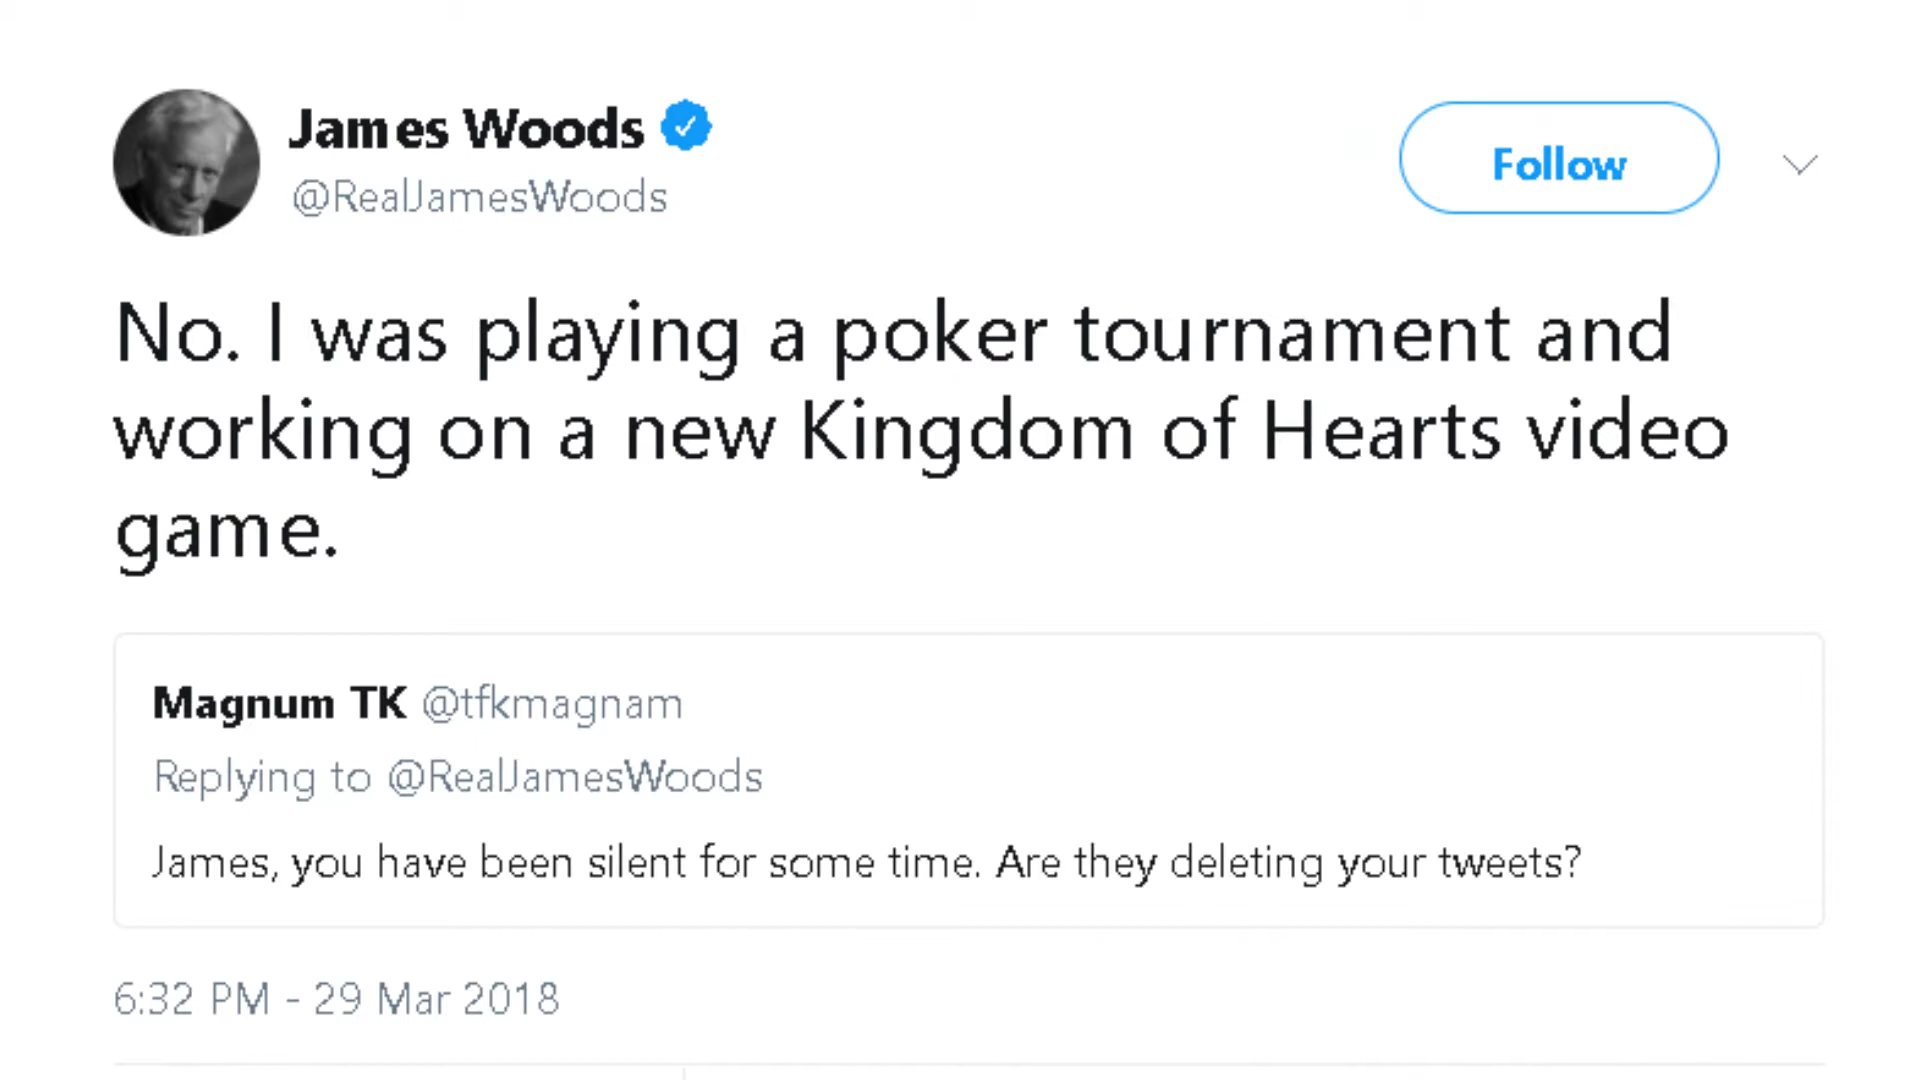 James Woods
@RealJamesWoods
Follow
No. I was playing a poker tournament and
working on a new Kingdom of Hearts video
game.
Magnum TK @tfkmagnam
Replying to @RealJamesWoods
James, you have been silent for some time. Are they deleting your tweets?
6:32 PM - 29 Mar 2018